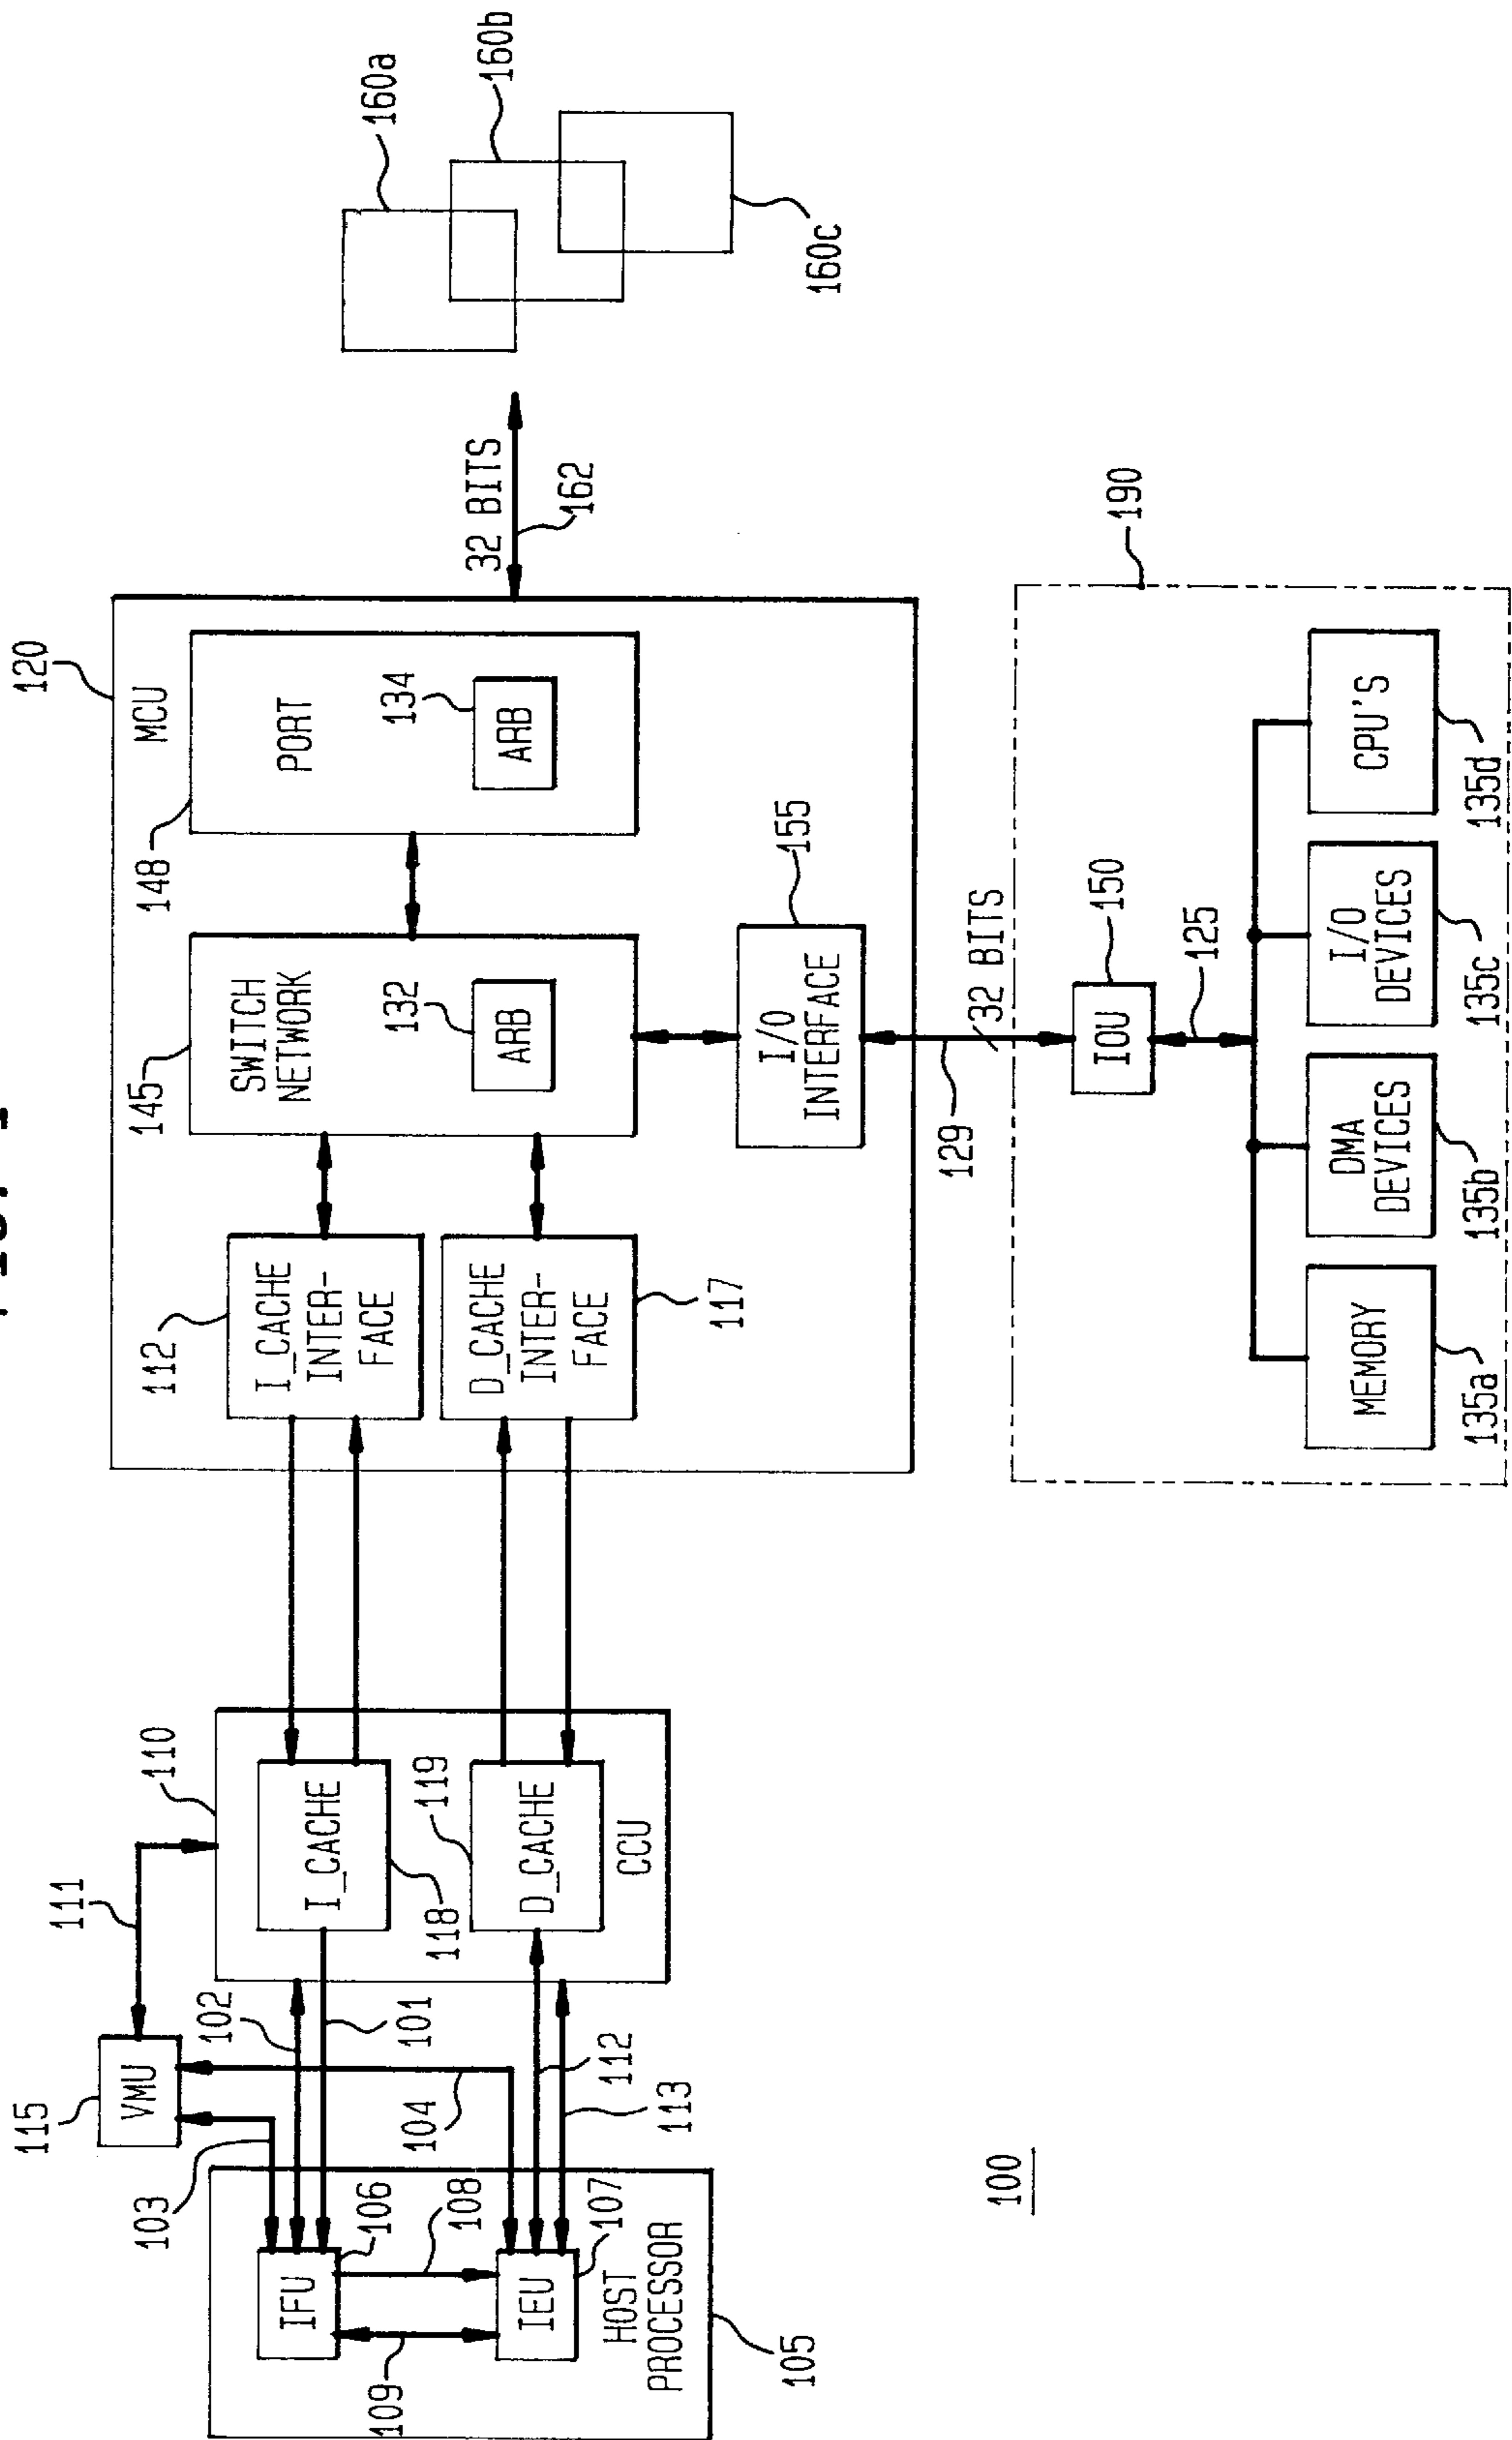 115
VMU
111
103
102
101
104
110
I_CACHE
118
119
D_CACHE
CCU
112
113
IFU
106
108
109
IEU
107
HOST
PROCESSOR
105
120
MCU
112
I_CACHE
INTER-
FACE
D_CACHE
INTER-
FACE
117
145
SWITCH
NETWORK
132
ARB
148
PORT
134
ARB
I/O
INTERFACE
155
32 BITS
162
160a
160b
160c
129
32 BITS
190
IOU
150
125
MEMORY
135a
DMA
DEVICES
135b
I/O
DEVICES
135c
CPU'S
135d
100